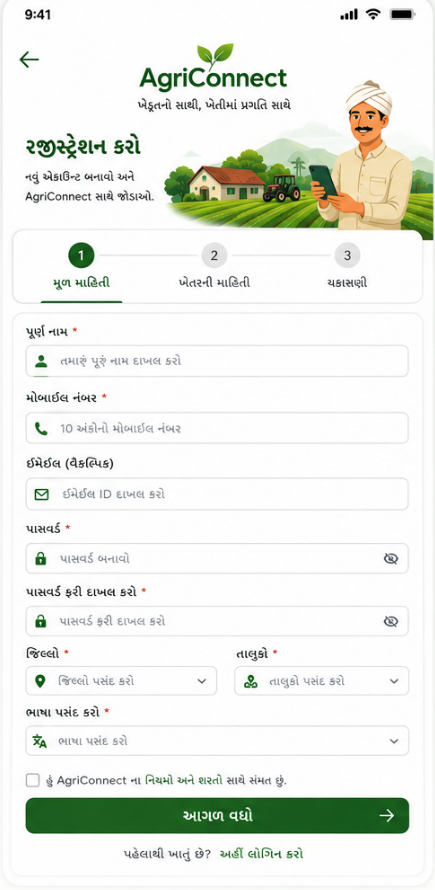 9:41
AgriConnect
ખેડૂતનો સાથી, ખેતીમાં પ્રગતિ સાથે
રજીસ્ટ્રેશન કરો
નવું એકાઉન્ટ બનાવો અને
AgriConnect સાથે જોડાઓ.
1 2 3
મૂળ માહિતી ખેતરની માહિતી ચકાસણી
પૂર્ણ નામ *
તમારું પૂરું નામ દાખલ કરો
મોબાઈલ નંબર *
10 અંકોનો મોબાઈલ નંબર
ઈમેઈલ (વૈકલ્પિક)
ઈમેઈલ ID દાખલ કરો
પાસવર્ડ *
પાસવર્ડ બનાવો
પાસવર્ડ ફરી દાખલ કરો *
પાસવર્ડ ફરી દાખલ કરો
જિલ્લો * તાલુકો *
જિલ્લો પસંદ કરો તાલુકો પસંદ કરો
ભાષા પસંદ કરો *
ભાષા પસંદ કરો
હું AgriConnect ના નિયમો અને શરતો સાથે સંમત છું.
આગળ વધો
પહેલાથી ખાતું છે? અહીં લોગિન કરો